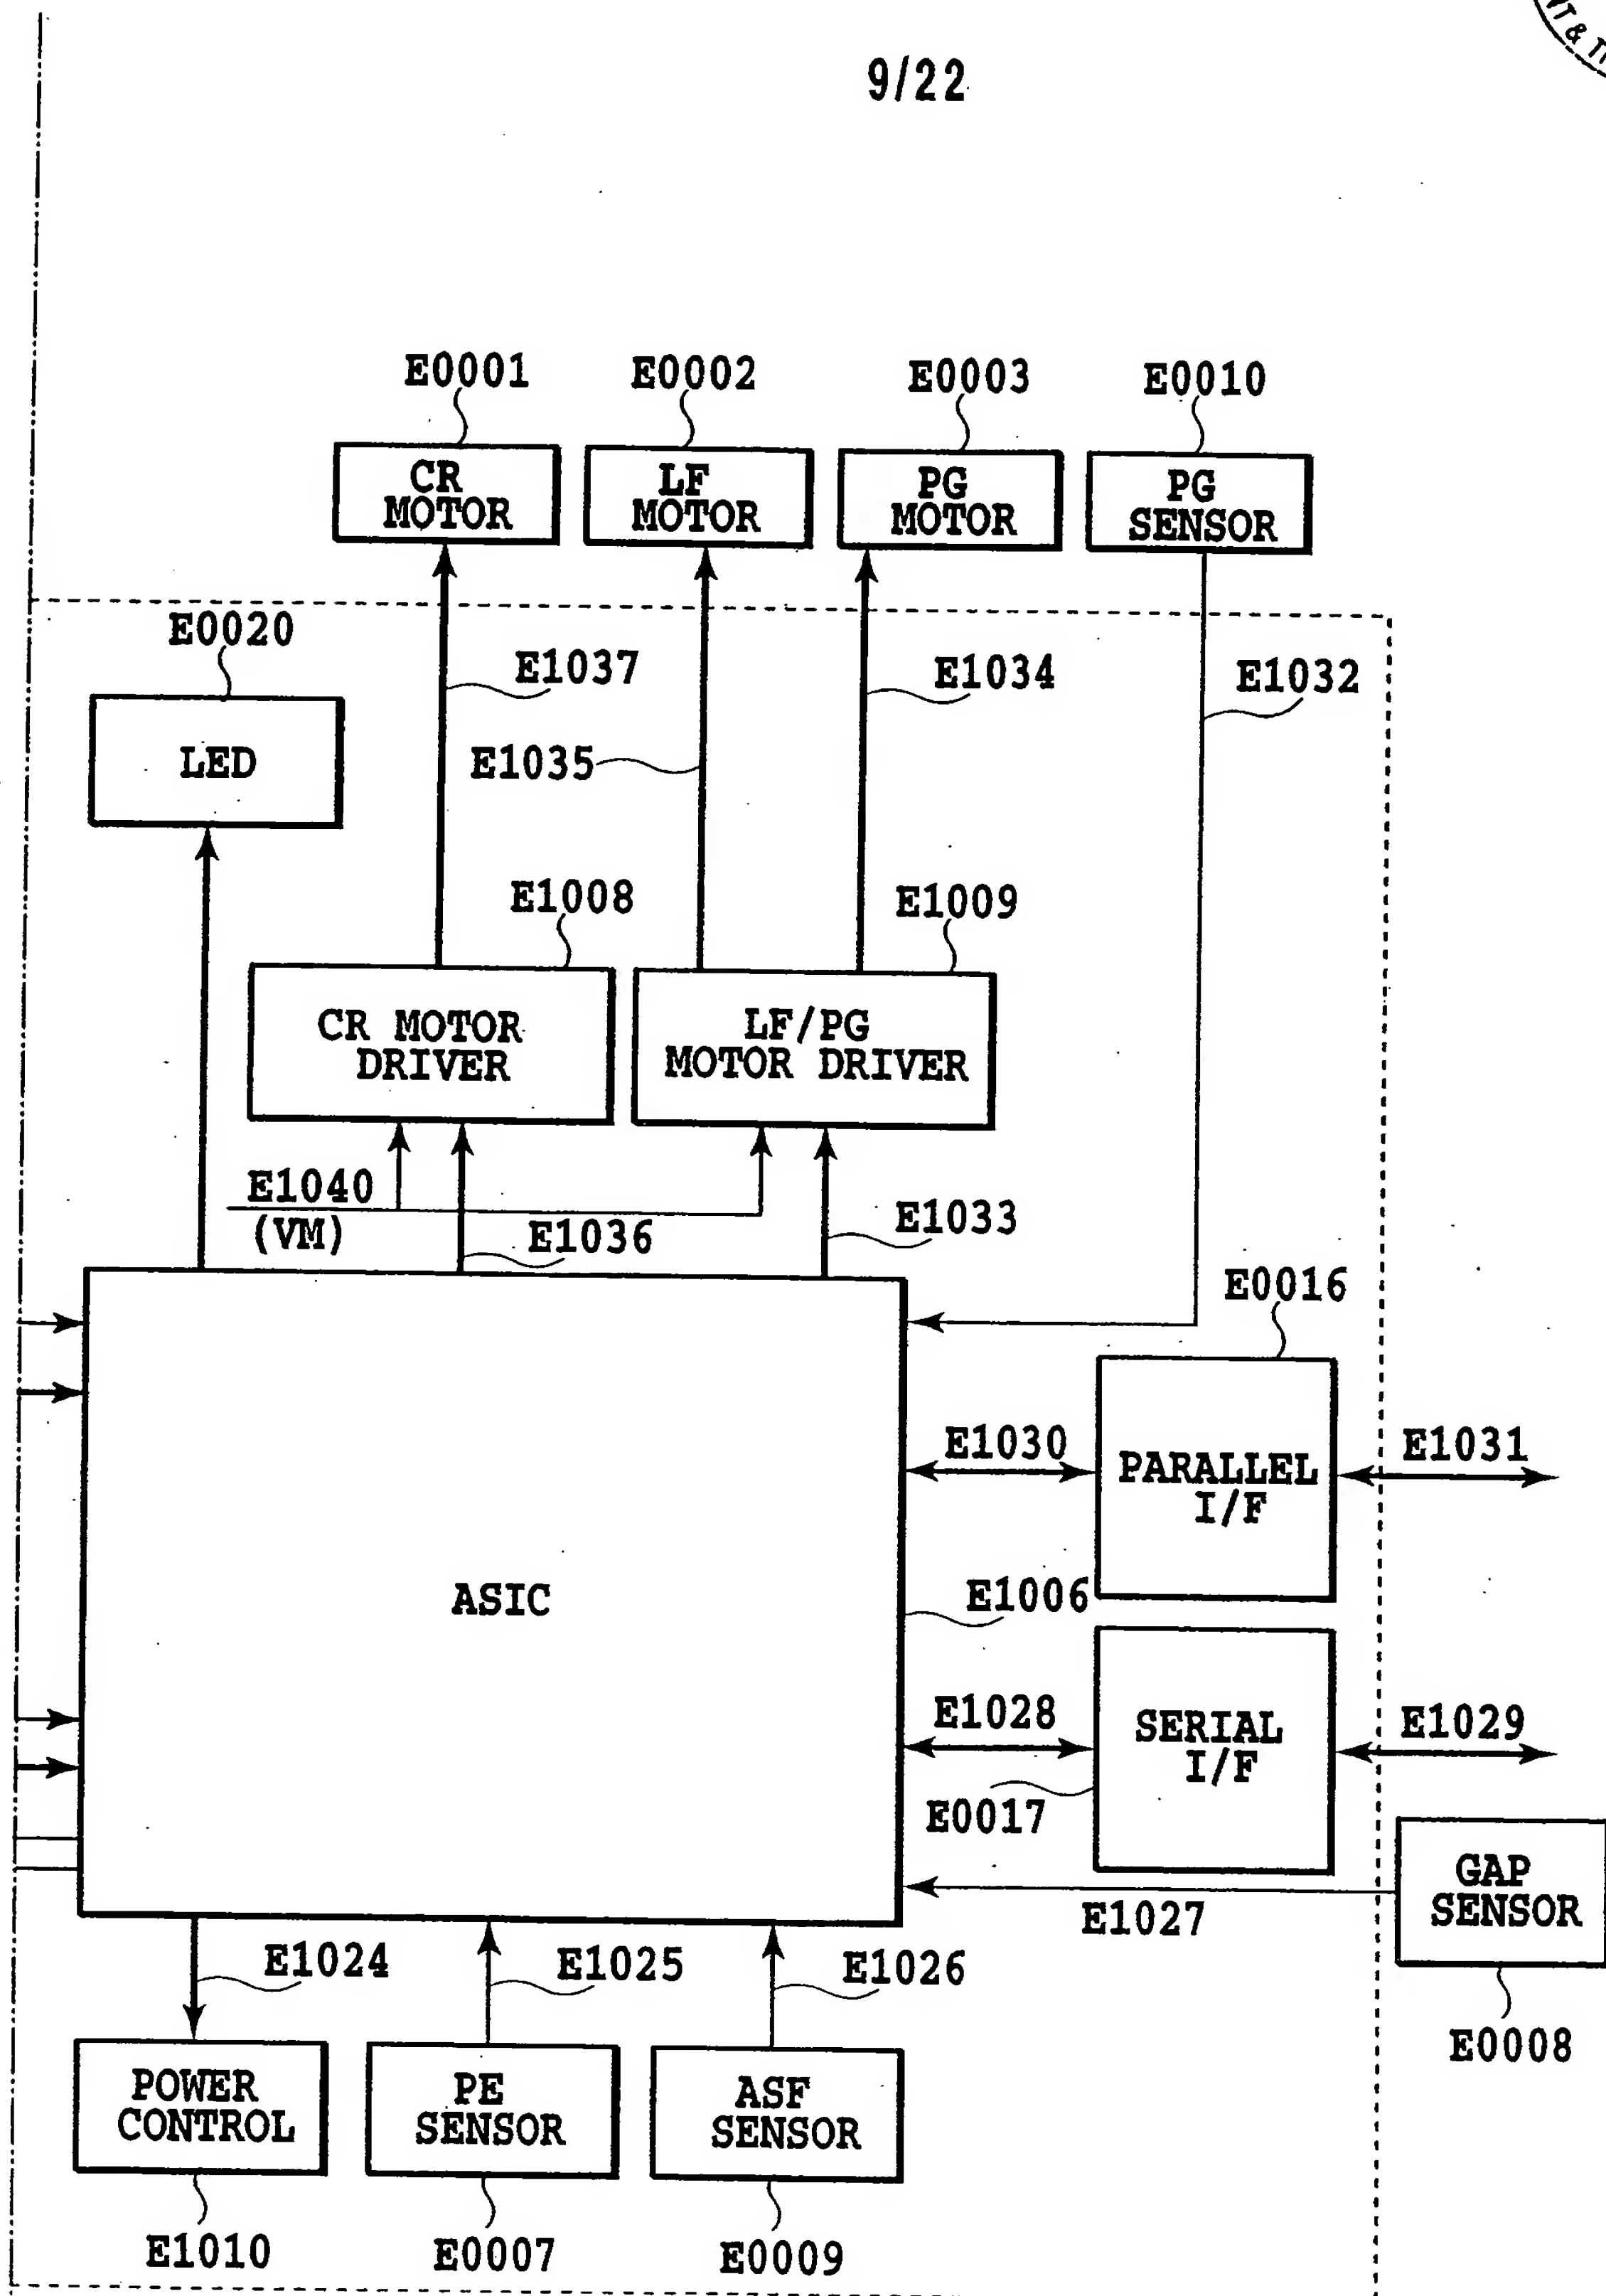 9/22
E0001
E0002
E0003
E0010
CR
MOTOR
LF
MOTOR
PG
MOTOR
PG
SENSOR
E0020
E1037
E1034
E1032
LED
E1035
E1008
E1009
CR MOTOR
DRIVER
LF/PG
MOTOR DRIVER
E1040
(VM)
E1036
E1033
E0016
E1030
PARALLEL
I/F
E1031
ASIC
E1006
E1028
SERIAL
I/F
E1029
E0017
GAP
SENSOR
E1027
E1024
E1025
E1026
E0008
POWER
CONTROL
PE
SENSOR
ASF
SENSOR
E1010
E0007
E0009